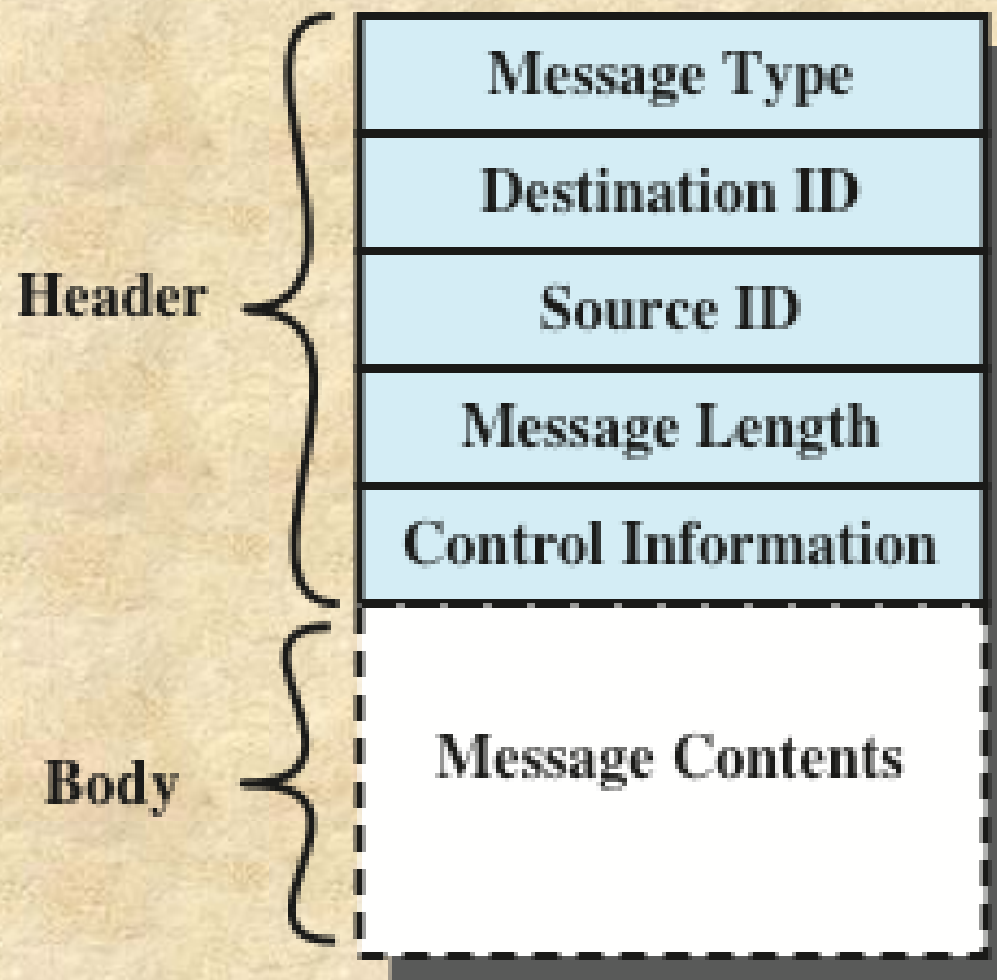 Message Type
Destination ID
Source ID
Header
Message Length
Control Information
Message Contents
Body